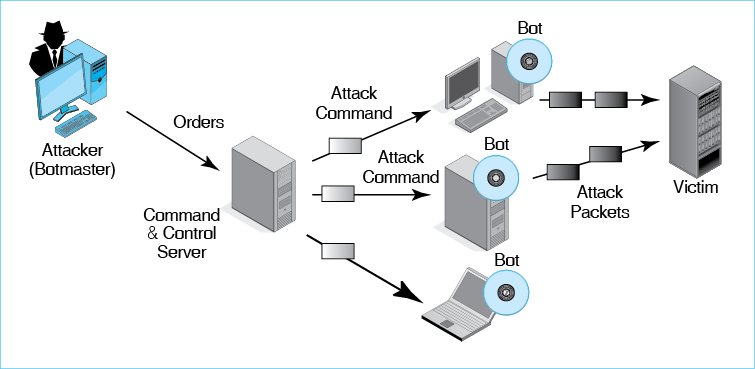 Bot
Attack
Command
Orders
Attacker
(Botmaster)
Bot
Attack
Command
Victim
Attack
Packets
Command
& Control
Server
Bot